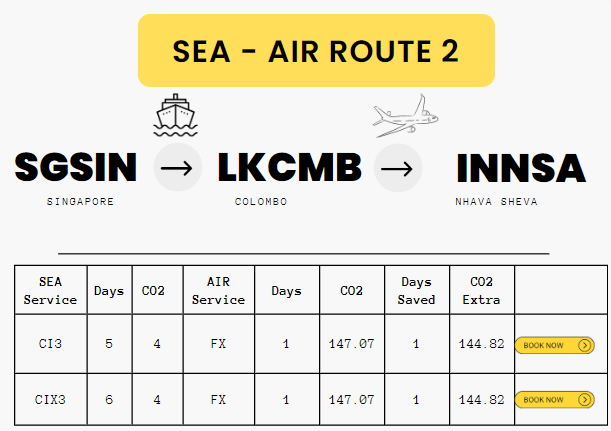 SEA - AIR ROUTE 2
SGSIN LKCMB INNSA
SINGAPORE COLOMBO NHAVA SHEVA
SEA Service Days CO2 AIR Service Days CO2 Days Saved CO2 Extra
CI3 5 4 FX 1 147.07 1 144.82 BOOK NOW
CIX3 6 4 FX 1 147.07 1 144.82 BOOK NOW